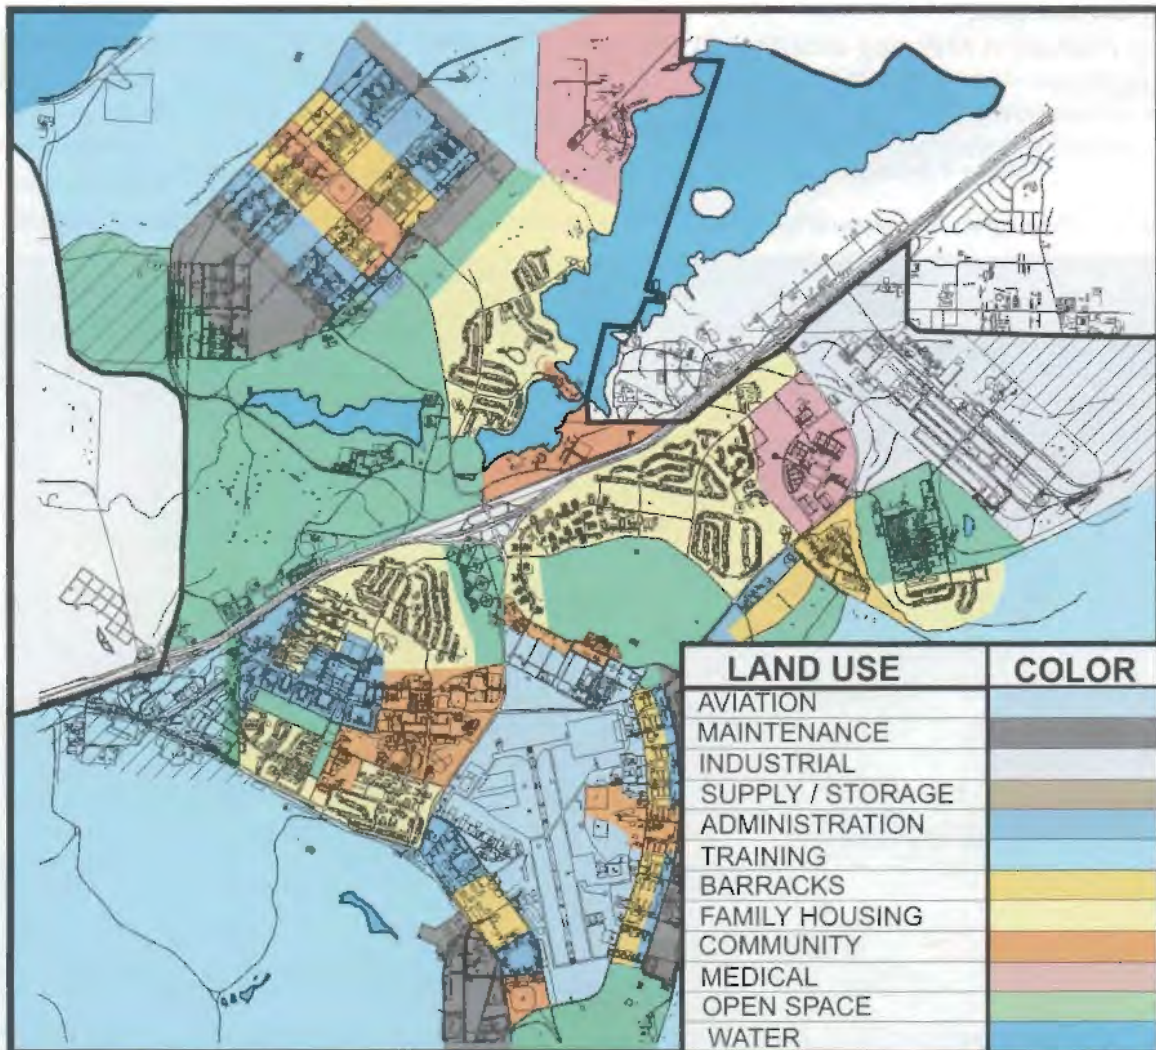 LAND USE COLOR
AVIATION
MAINTENANCE
INDUSTRIAL
SUPPLY / STORAGE
ADMINISTRATION
TRAINING
BARRACKS
FAMILY HOUSING
COMMUNITY
MEDICAL
OPEN SPACE
WATER